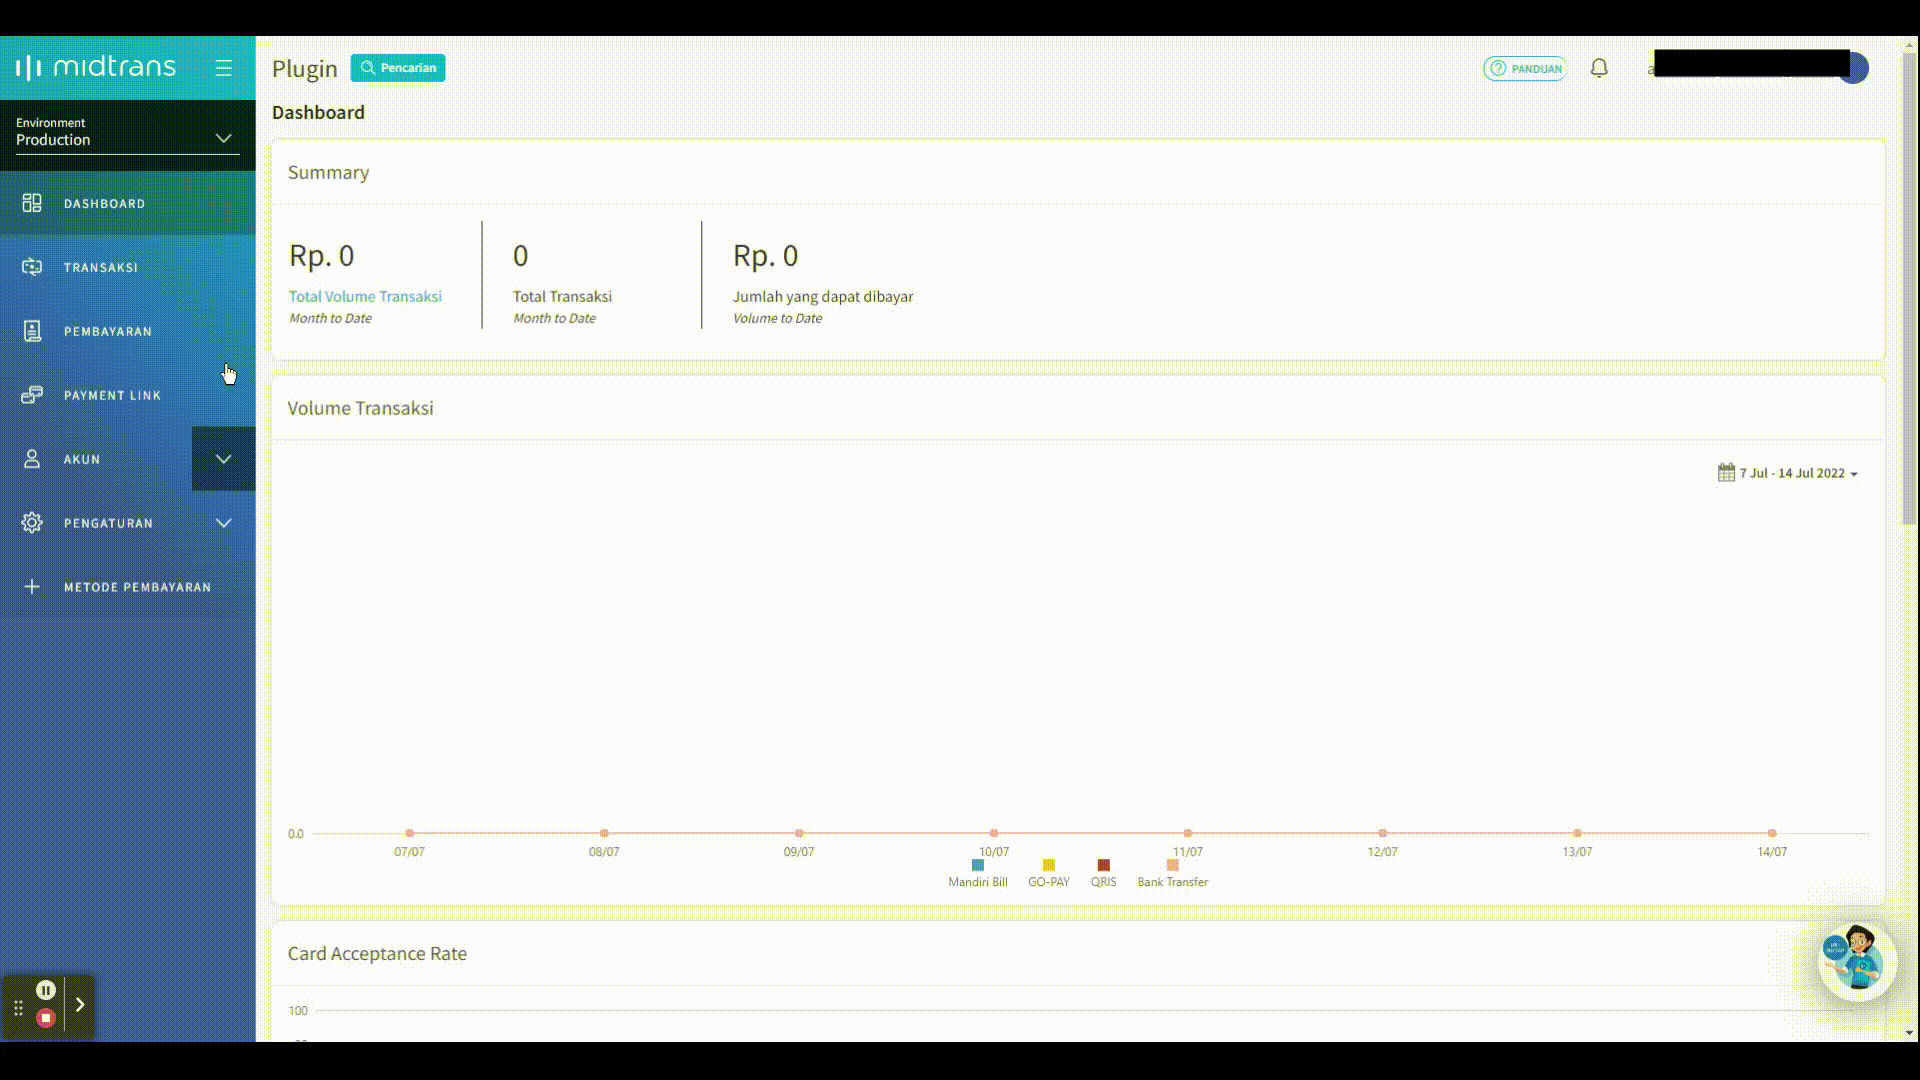 midtrans
Plugin
Pencarian
PANDUAN
Environment
Production
Dashboard
DASHBOARD
TRANSAKSI
PEMBAYARAN
PAYMENT LINK
AKUN
PENGATURAN
METODE PEMBAYARAN
Summary
Rp. 0
Total Volume Transaksi
Month to Date
0
Total Transaksi
Month to Date
Rp. 0
Jumlah yang dapat dibayar
Volume to Date
Volume Transaksi
7 Jul - 14 Jul 2022
0.0
07/07 08/07 09/07 10/07 11/07 12/07 13/07 14/07
Mandiri Bill GO-PAY QRIS Bank Transfer
Card Acceptance Rate
100